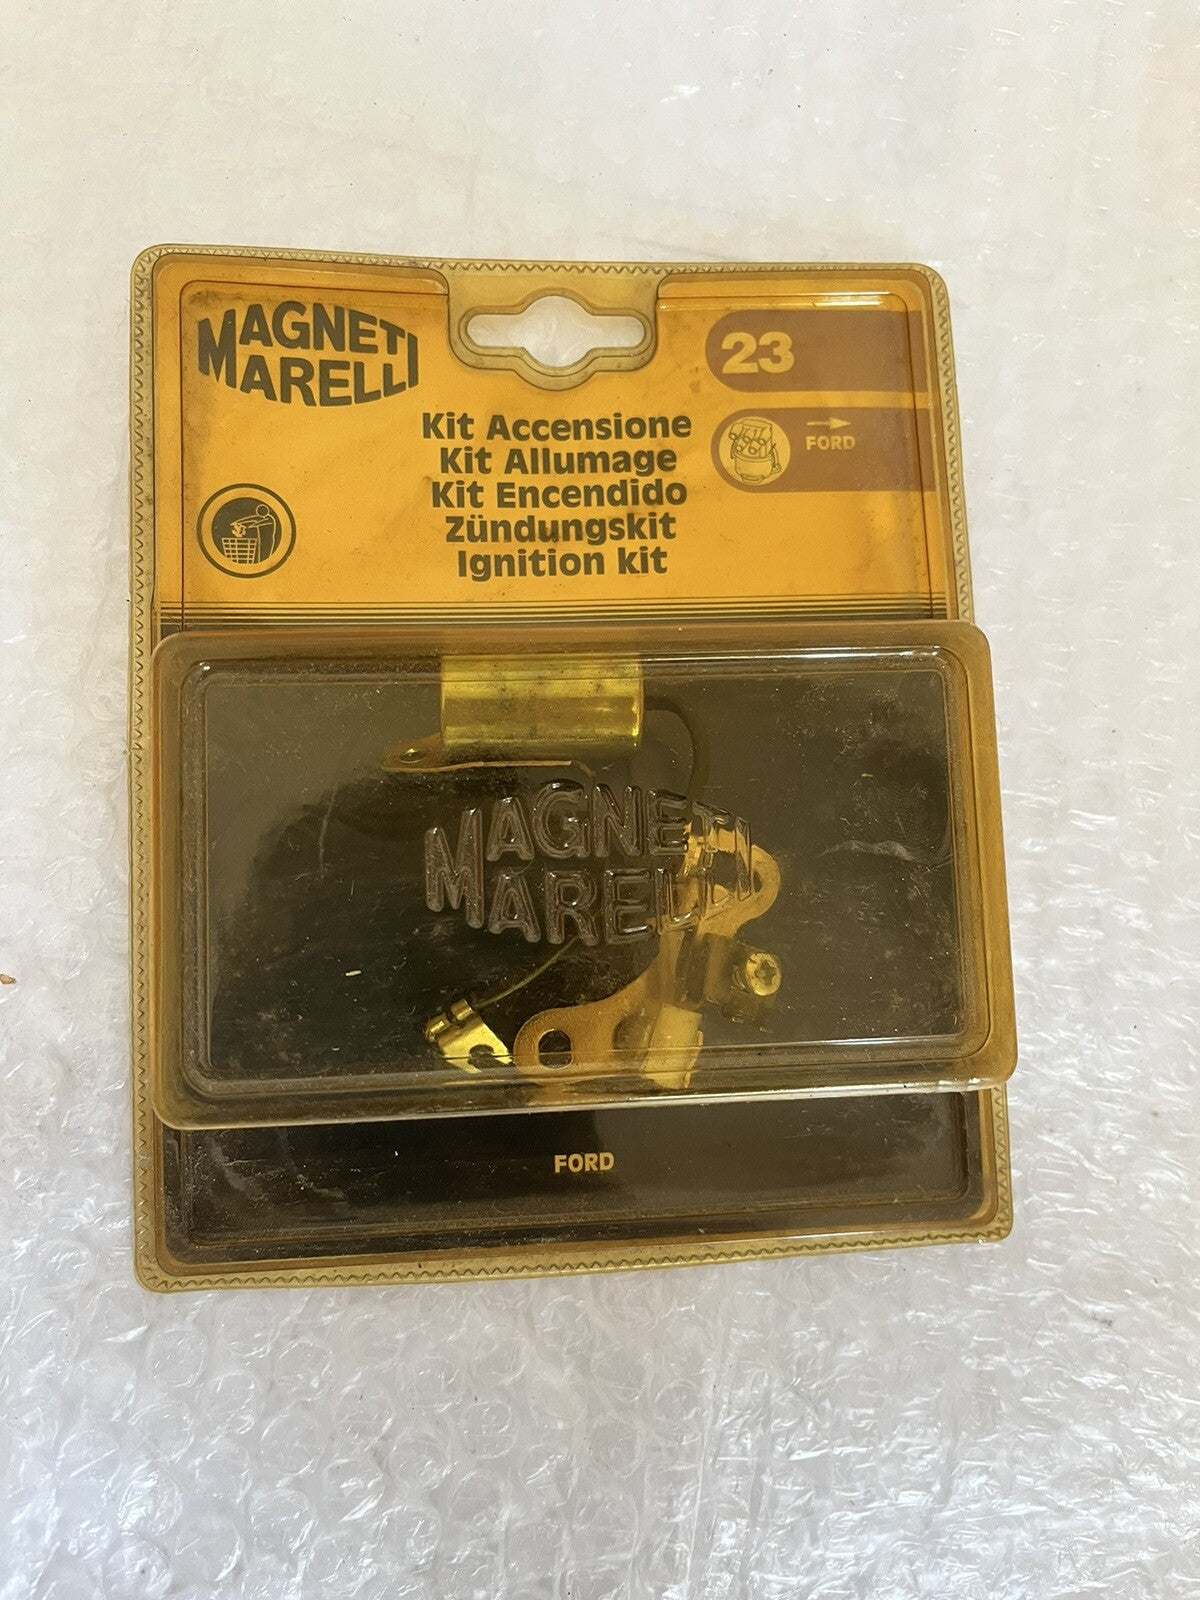 MAGNETI
MARELLI
23
FORD
Kit Accensione
Kit Allumage
Kit Encendido
Zündungskit
Ignition kit
MAGNETI
MARELLI
FORD